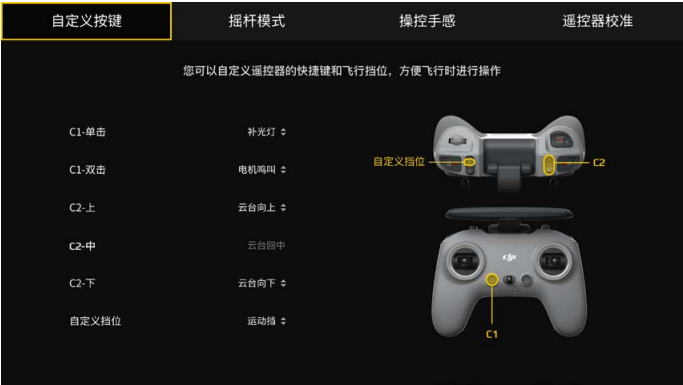 自定义按键 摇杆模式 操控手感 遥控器校准
您可以自定义遥控器的快捷键和飞行挡位，方便飞行时进行操作
C1-单击 补光灯
C1-双击 电机鸣叫
自定义挡位 C2
C2-上 云台向上
C2-中 云台回中
dji
C2-下 云台向下
自定义挡位 运动挡
C1